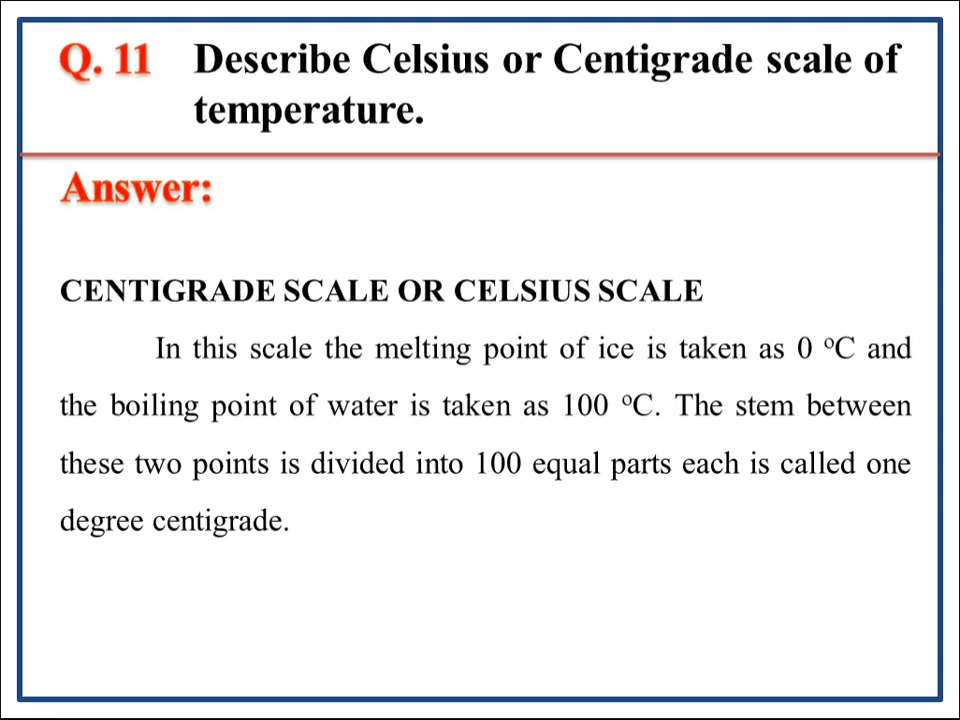 Q. 11 Describe Celsius or Centigrade scale of
temperature.
Answer:
CENTIGRADE SCALE OR CELSIUS SCALE
In this scale the melting point of ice is taken as 0 ᵒC and
the boiling point of water is taken as 100 ᵒC. The stem between
these two points is divided into 100 equal parts each is called one
degree centigrade.